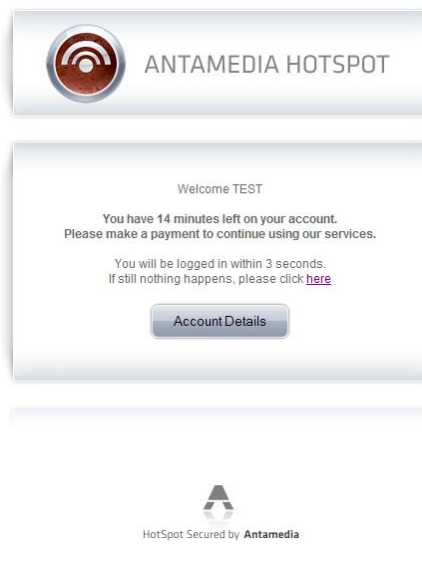 ANTAMEDIA HOTSPOT
Welcome TEST
You have 14 minutes left on your account.
Please make a payment to continue using our services.
You will be logged in within 3 seconds.
If still nothing happens, please click here
Account Details
HotSpot Secured by Antamedia